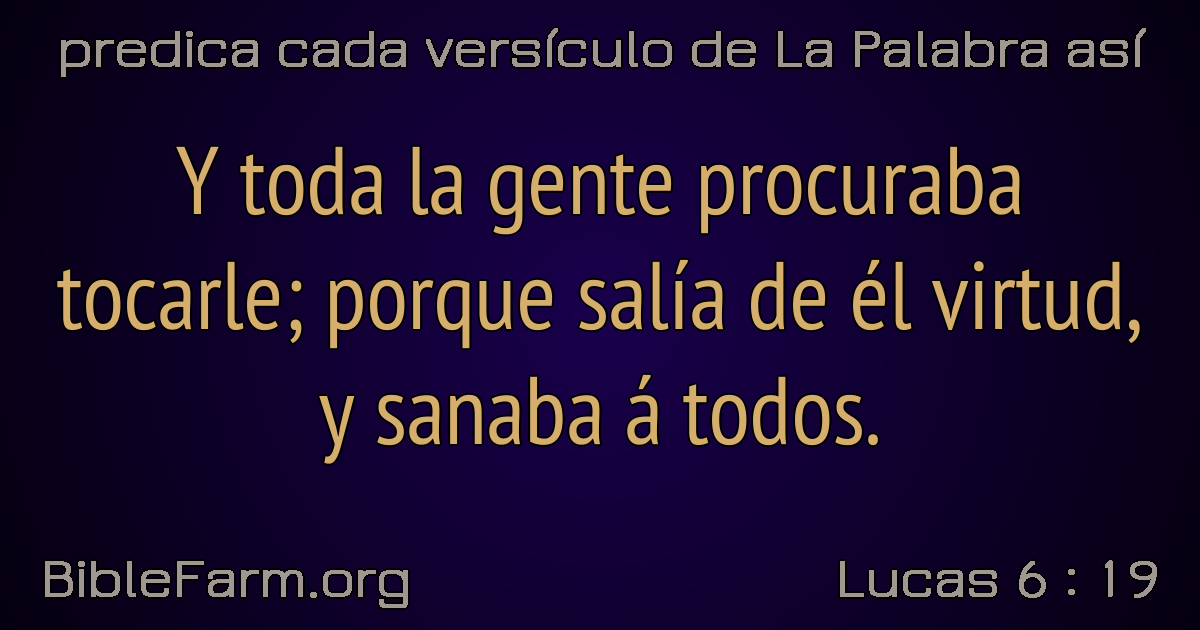 predica cada versículo de La Palabra así
Y toda la gente procuraba
tocarle; porque salía de él virtud,
y sanaba á todos.
BibleFarm.org
Lucas 6 : 19